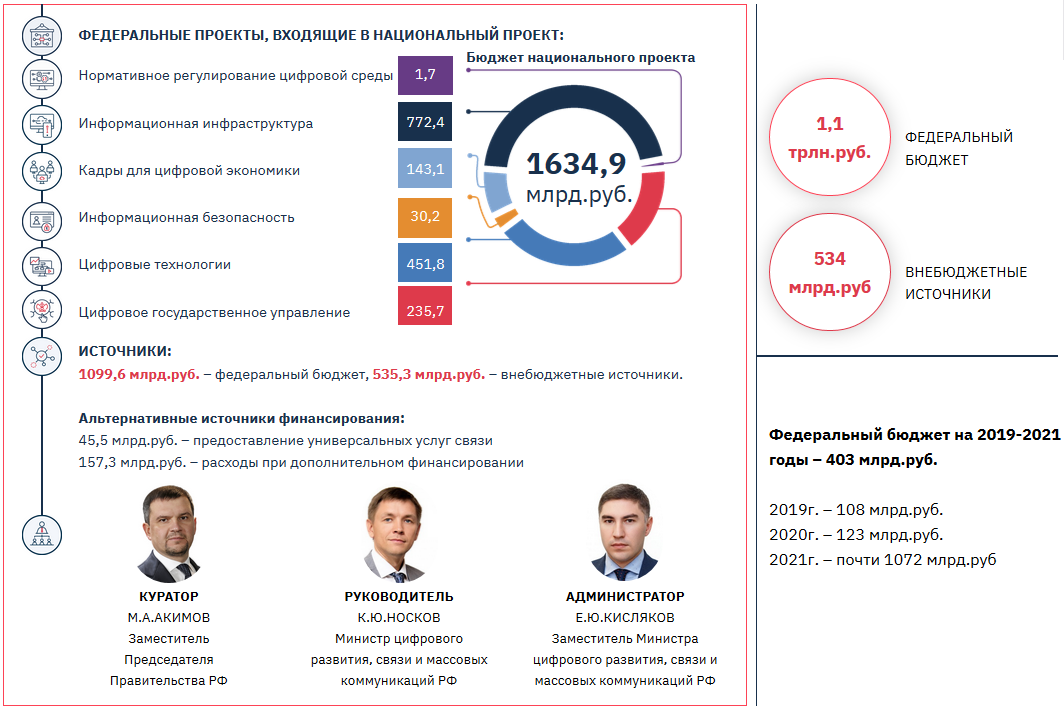 ФЕДЕРАЛЬНЫЕ ПРОЕКТЫ, ВХОДЯЩИЕ В НАЦИОНАЛЬНЫЙ ПРОЕКТ:
Бюджет национального проекта
Нормативное регулирование цифровой среды 1,7
Информационная инфраструктура 772,4
Кадры для цифровой экономики 143,1
Информационная безопасность 30,2
Цифровые технологии 451,8
Цифровое государственное управление 235,7
1634,9
млрд.руб.
ИСТОЧНИКИ:
1099,6 млрд.руб. – федеральный бюджет, 535,3 млрд.руб. – внебюджетные источники.
Альтернативные источники финансирования:
45,5 млрд.руб. – предоставление универсальных услуг связи
157,3 млрд.руб. – расходы при дополнительном финансировании
КУРАТОР
М.А.АКИМОВ
Заместитель
Председателя
Правительства РФ
РУКОВОДИТЕЛЬ
К.Ю.НОСКОВ
Министр цифрового
развития, связи и массовых
коммуникаций РФ
АДМИНИСТРАТОР
Е.Ю.КИСЛЯКОВ
Заместитель Министра
цифрового развития, связи и
массовых коммуникаций РФ
1,1
трлн.руб.
ФЕДЕРАЛЬНЫЙ
БЮДЖЕТ
534
млрд.руб
ВНЕБЮДЖЕТНЫЕ
ИСТОЧНИКИ
Федеральный бюджет на 2019-2021
годы – 403 млрд.руб.
2019г. – 108 млрд.руб.
2020г. – 123 млрд.руб.
2021г. – почти 1072 млрд.руб